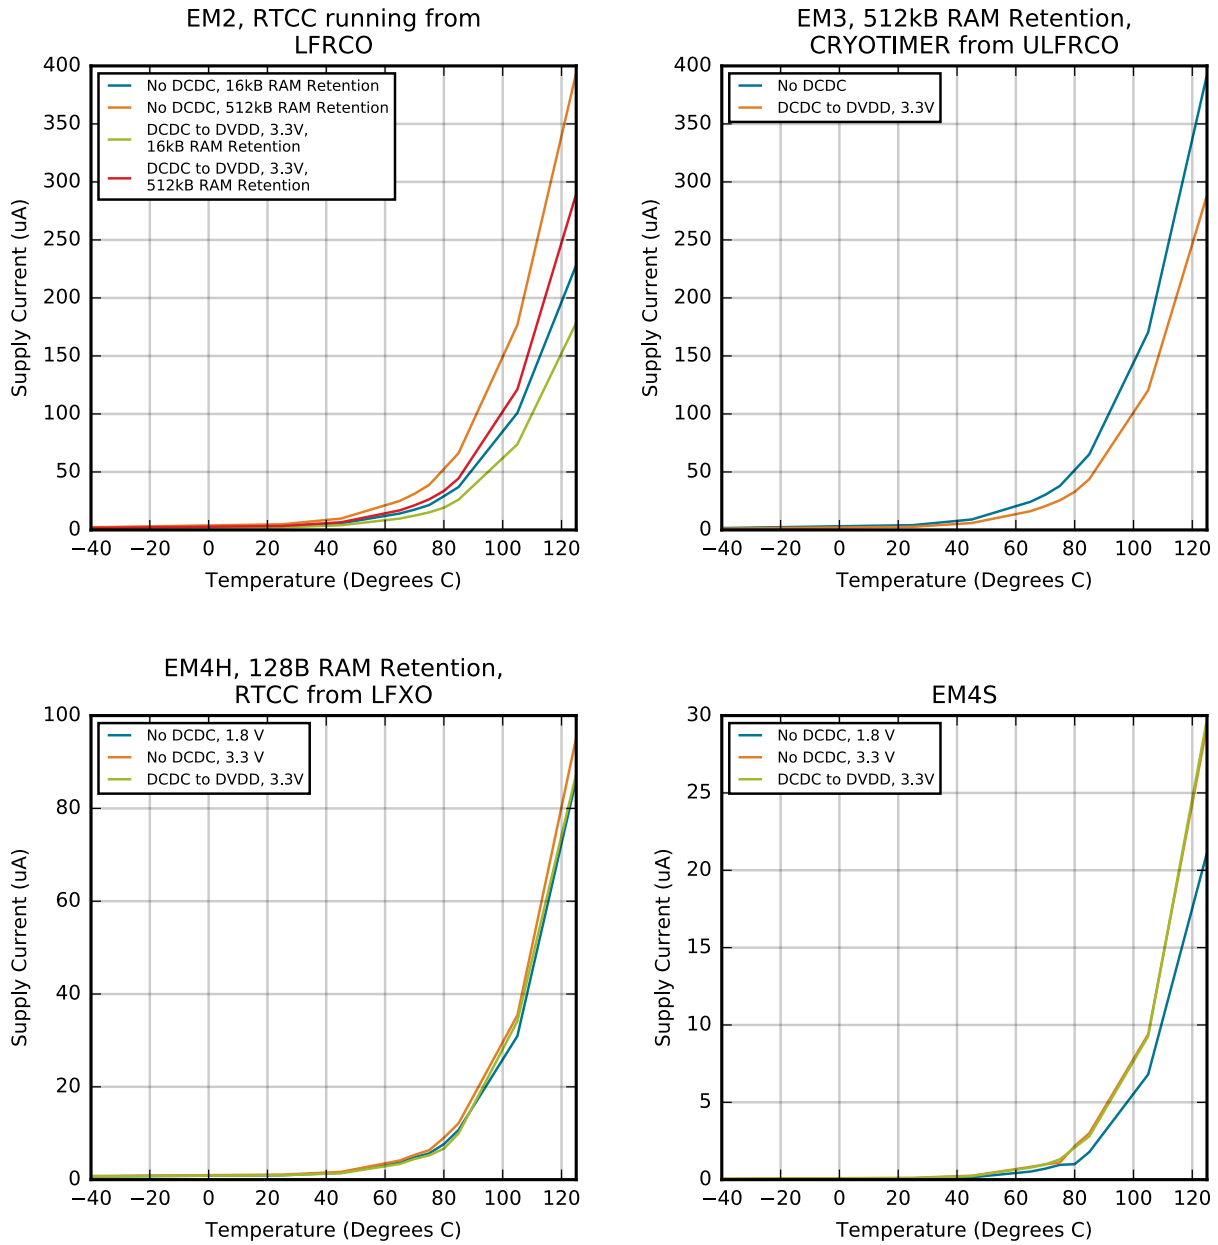 EM2, RTCC running from
LFRCO
400
350
300
250
200
150
100
50
0
Supply Current (uA)
No DCDC, 16kB RAM Retention
No DCDC, 512kB RAM Retention
DCDC to DVDD, 3.3V,
16kB RAM Retention
DCDC to DVDD, 3.3V,
512kB RAM Retention
−40 −20 0 20 40 60 80 100 120
Temperature (Degrees C)
EM3, 512kB RAM Retention,
CRYOTIMER from ULFRCO
400
350
300
250
200
150
100
50
0
Supply Current (uA)
No DCDC
DCDC to DVDD, 3.3V
−40 −20 0 20 40 60 80 100 120
Temperature (Degrees C)
EM4H, 128B RAM Retention,
RTCC from LFXO
100
80
60
40
20
0
Supply Current (uA)
No DCDC, 1.8 V
No DCDC, 3.3 V
DCDC to DVDD, 3.3V
−40 −20 0 20 40 60 80 100 120
Temperature (Degrees C)
EM4S
30
25
20
15
10
5
0
Supply Current (uA)
No DCDC, 1.8 V
No DCDC, 3.3 V
DCDC to DVDD, 3.3V
−40 −20 0 20 40 60 80 100 120
Temperature (Degrees C)